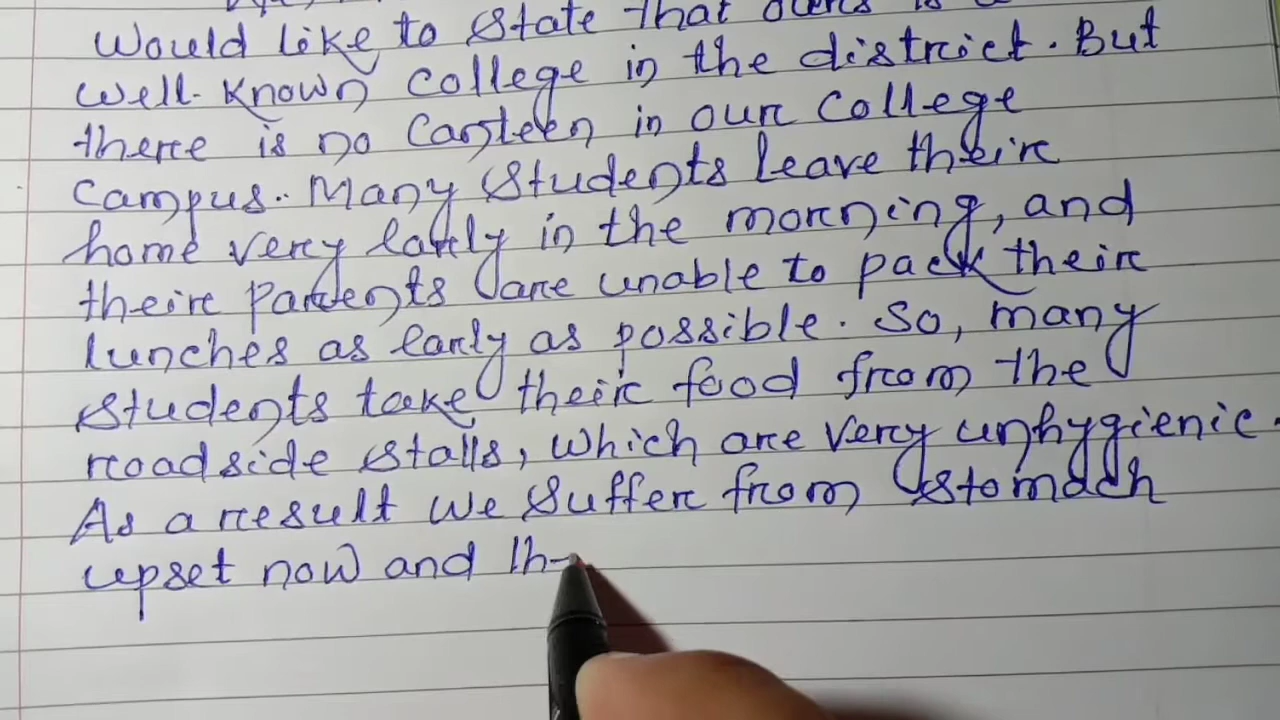 Would like to state that ours is a
well-known college in the district. But
there is no Canteen in our college
campus. Many students leave their
home very early in the morning, and
their parents are unable to pack their
lunches as early as possible. So, many
students take their food from the
roadside stalls, which are very unhygienic.
As a result we suffer from stomach
upset now and th